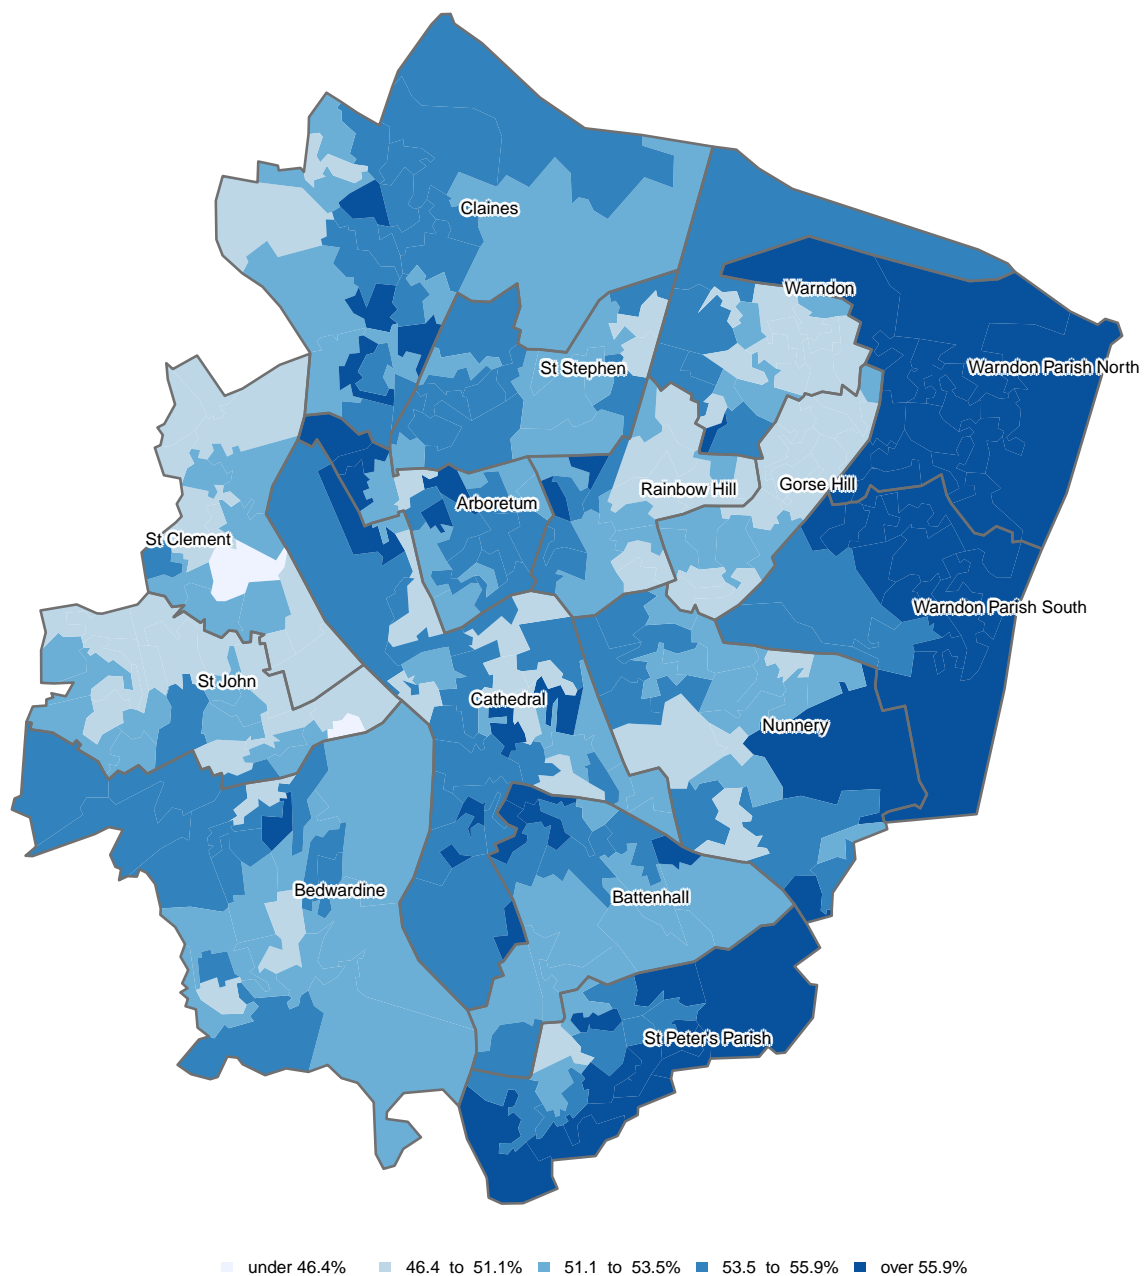 Claines
Warndon
St Stephen
Warndon Parish North
Rainbow Hill
Gorse Hill
Arboretum
St Clement
Warndon Parish South
St John
Cathedral
Nunnery
Bedwardine
Battenhall
St Peter's Parish
under 46.4% 46.4 to 51.1% 51.1 to 53.5% 53.5 to 55.9% over 55.9%